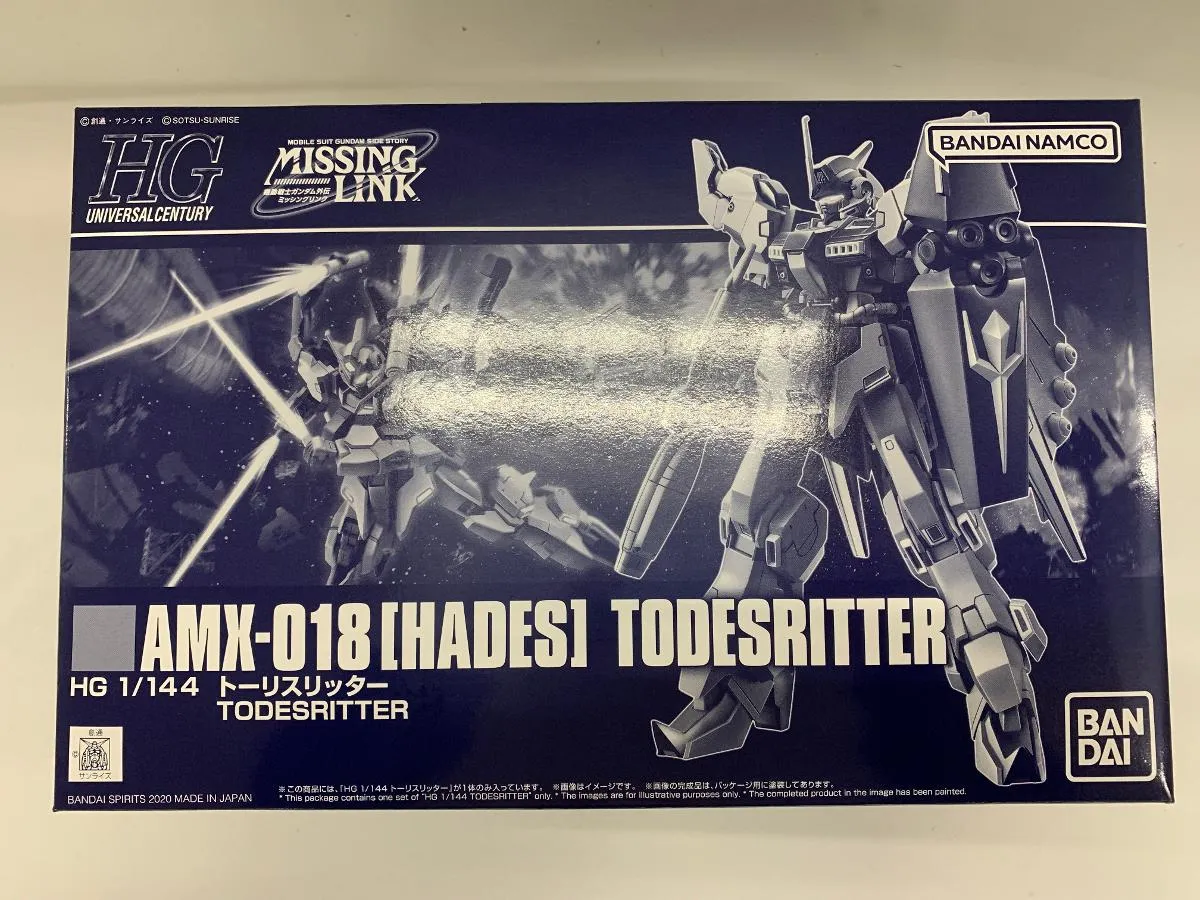 ©創通・サンライズ ©SOTSU・SUNRISE
HG
UNIVERSAL CENTURY
MOBILE SUIT GUNDAM SIDE STORY
MISSING LINK
機動戦士ガンダム外伝
ミッシングリンク
BANDAI NAMCO
AMX-018 [HADES] TODESRITTER
HG 1/144 トーリスリッター
TODESRITTER
創通
©
サンライズ
BAN
DAI
BANDAI SPIRITS 2020 MADE IN JAPAN
※この商品には、「HG 1/144 トーリスリッター」が1体のみ入っています。 ※画像はイメージです。 ※画像の完成品は、パッケージ用に塗装してあります。
* This package contains one set of "HG 1/144 TODESRITTER" only. * The images are for illustrative purposes only. * The completed product in the image has been painted.